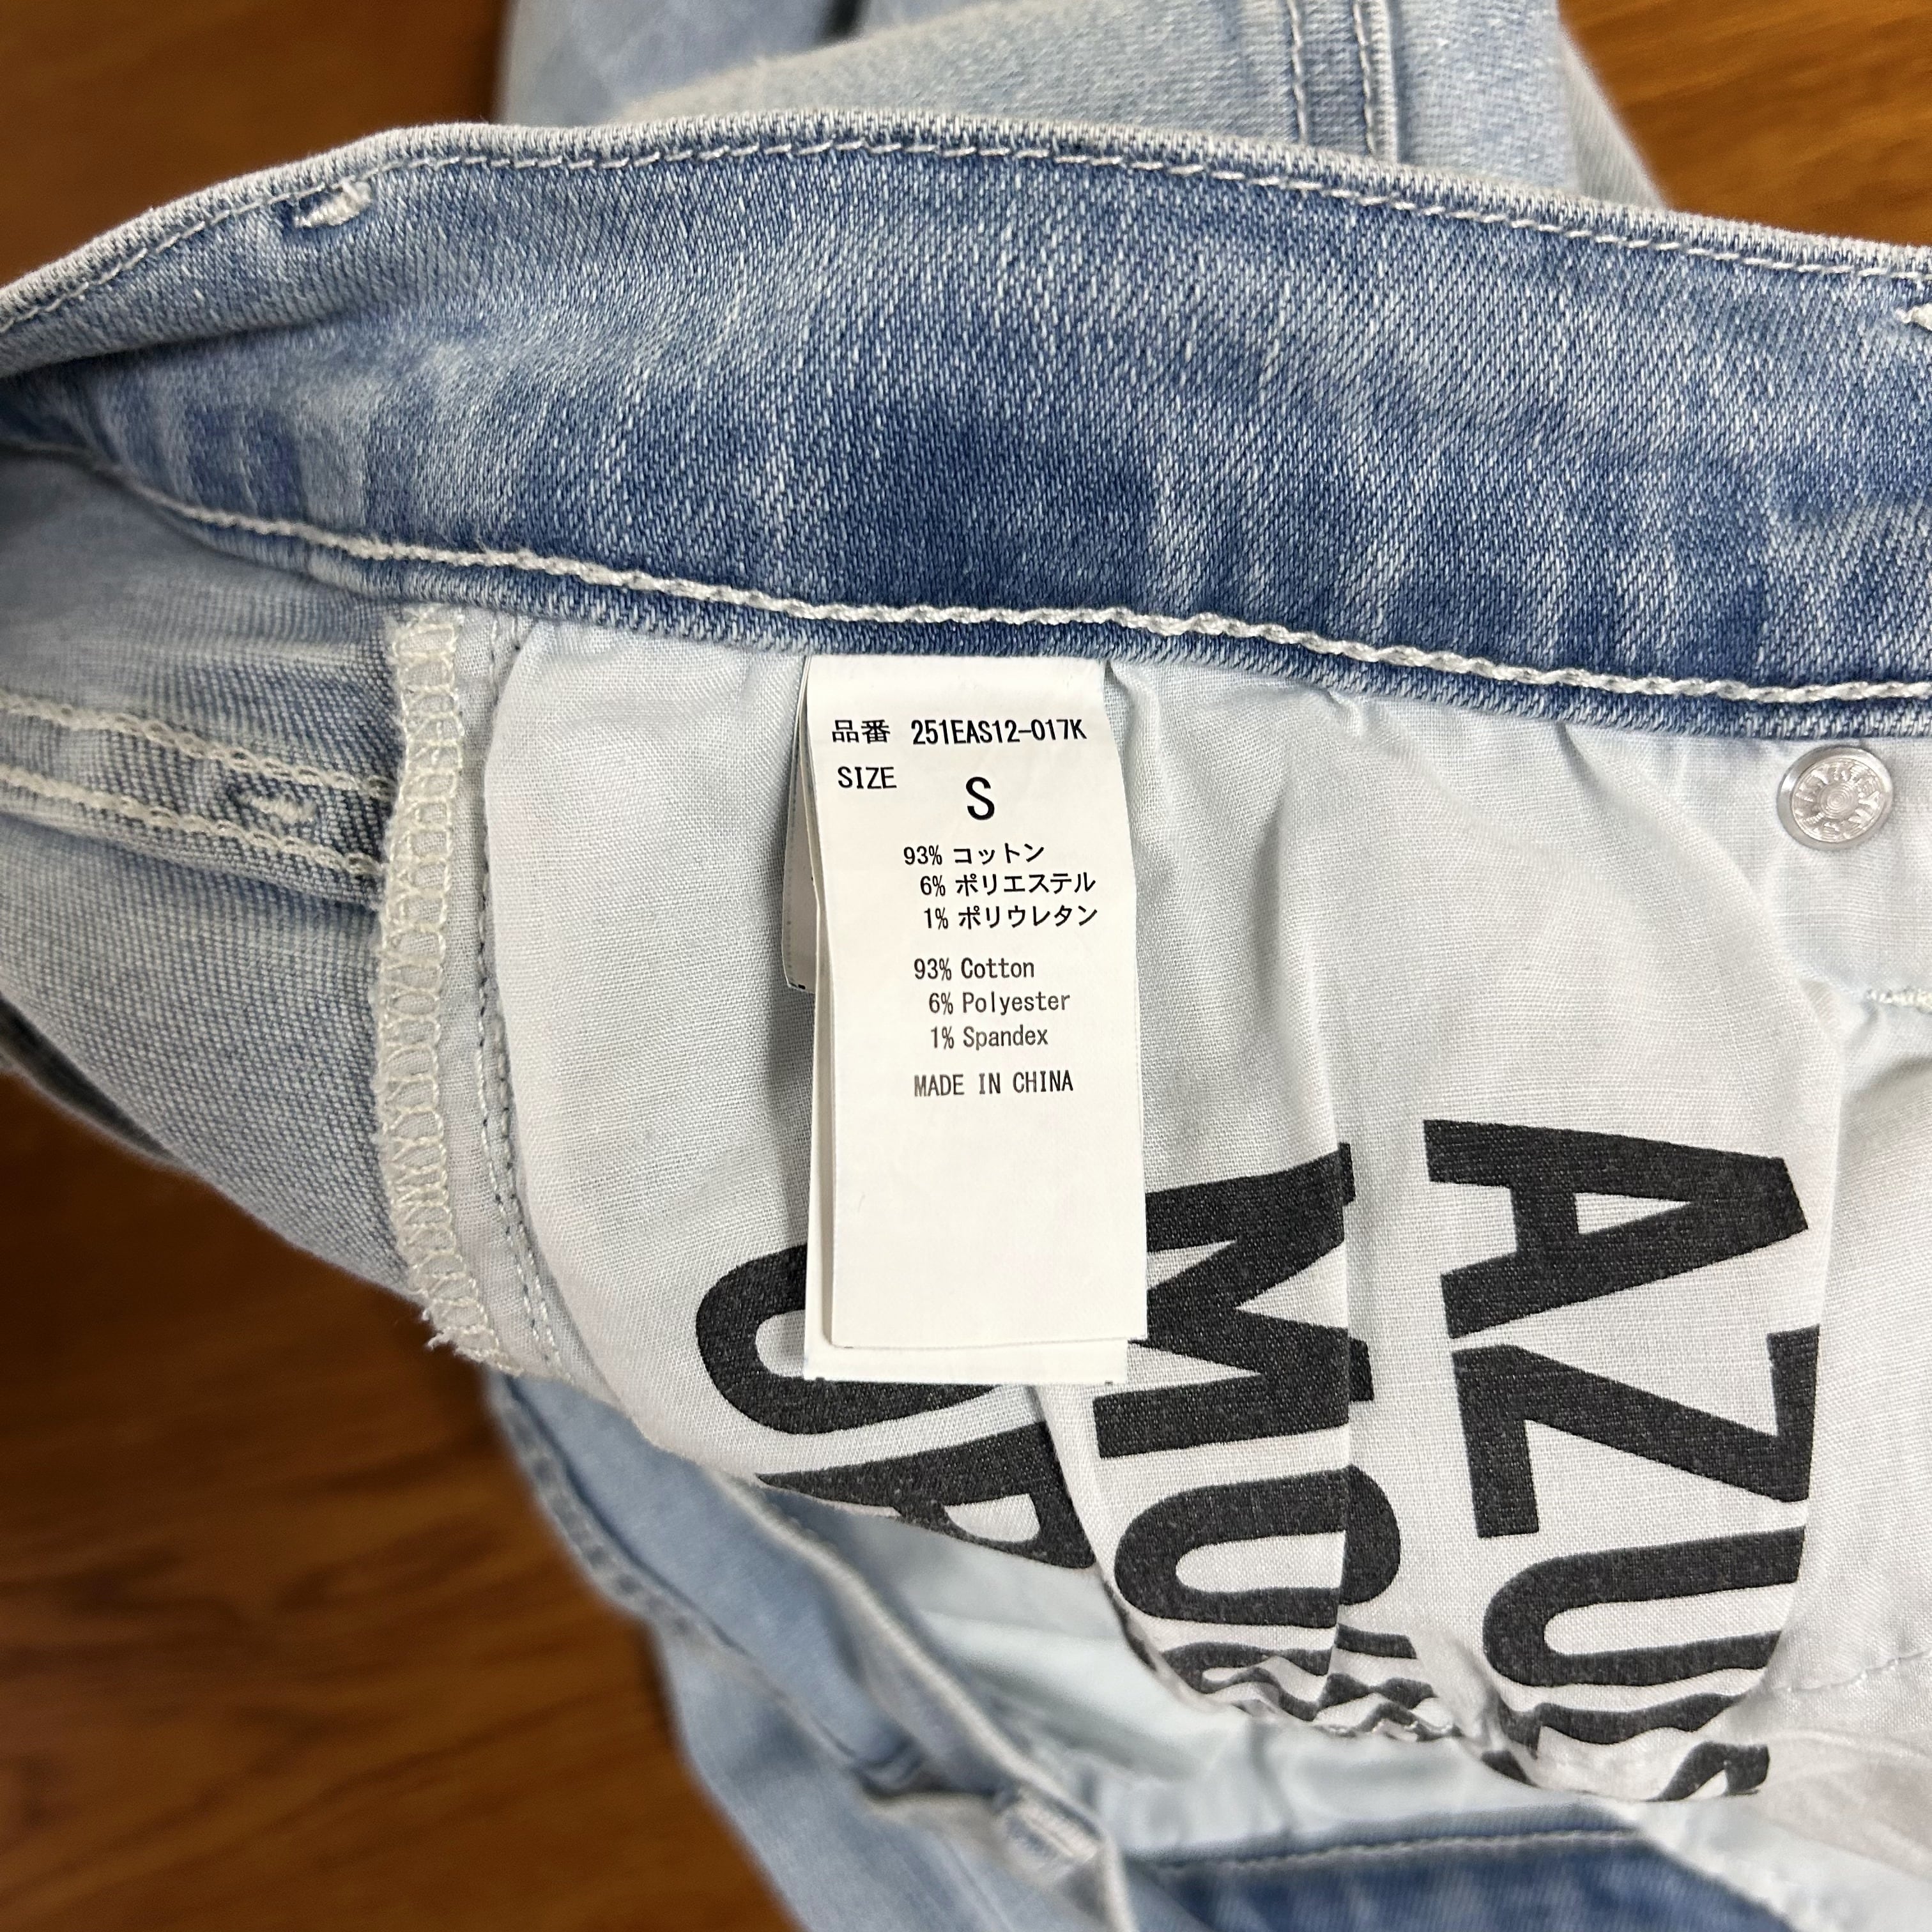 品番 251EAS12-017K
SIZE
S
93% コットン
6% ポリエステル
1% ポリウレタン
93% Cotton
6% Polyester
1% Spandex
MADE IN CHINA
AZUL